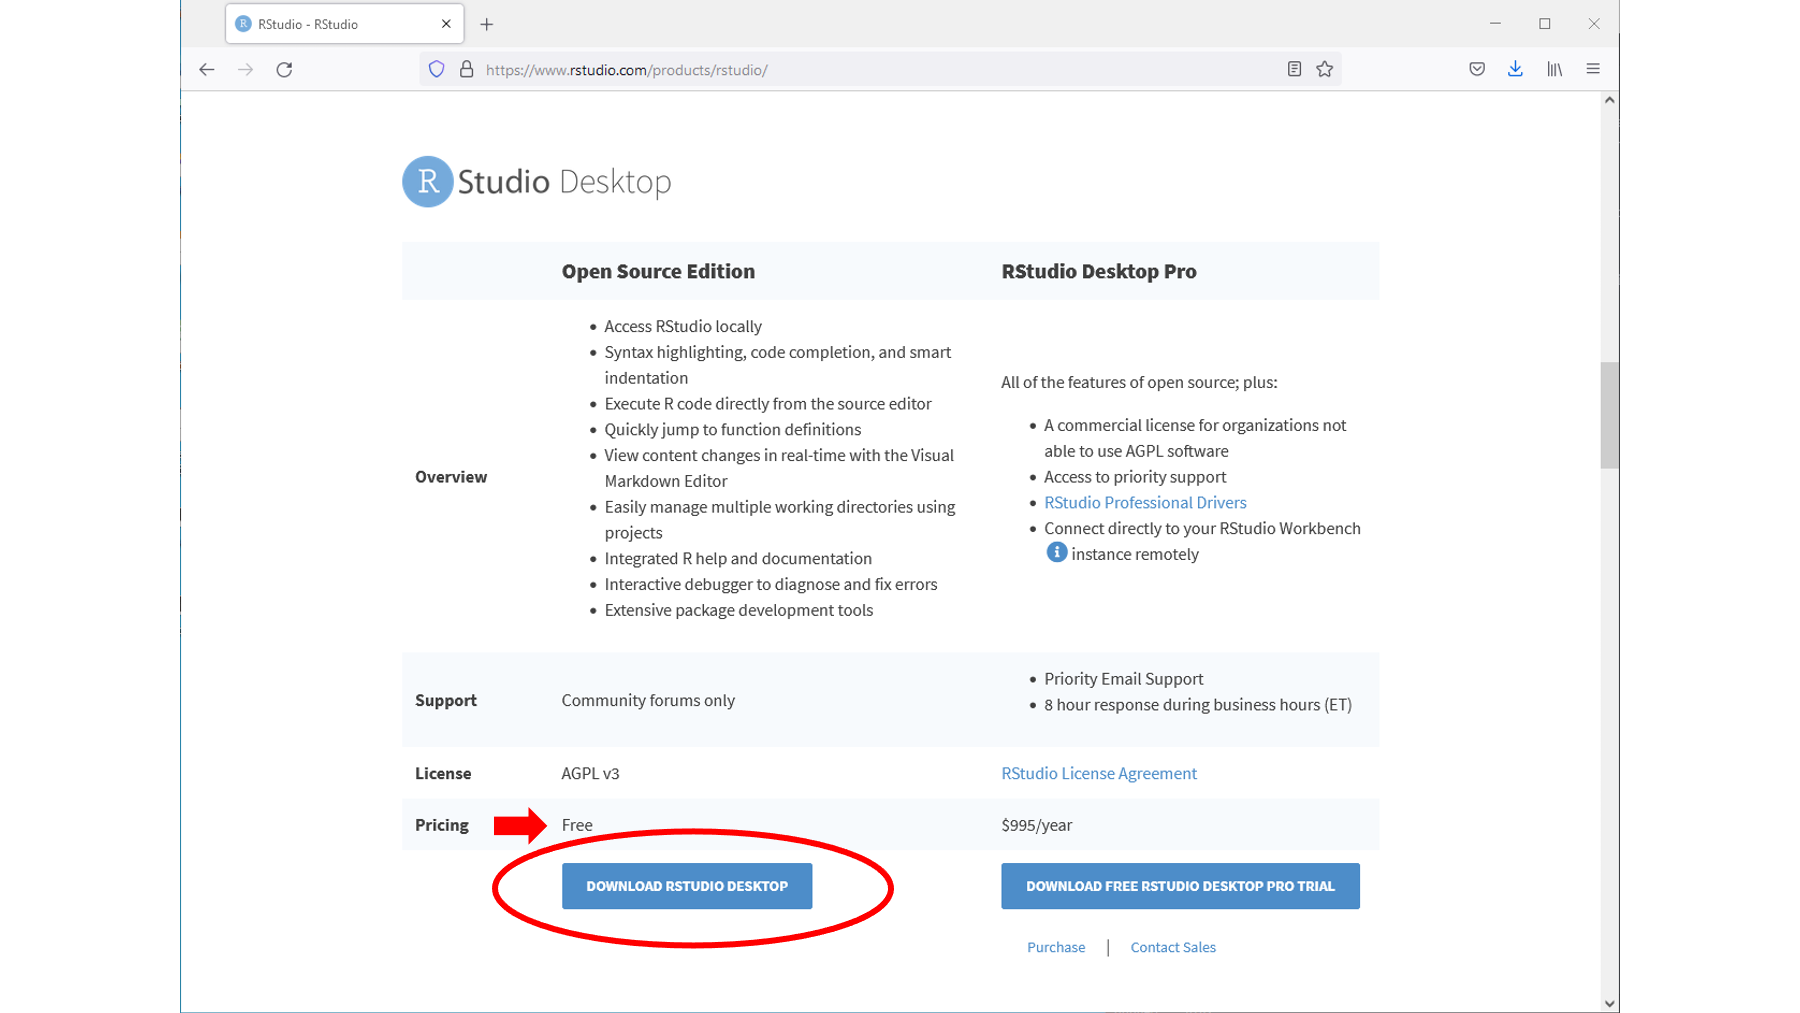 RStudio - RStudio
https://www.rstudio.com/products/rstudio/
R Studio Desktop
Open Source Edition
RStudio Desktop Pro
Overview
Access RStudio locally
Syntax highlighting, code completion, and smart
indentation
Execute R code directly from the source editor
Quickly jump to function definitions
View content changes in real-time with the Visual
Markdown Editor
Easily manage multiple working directories using
projects
Integrated R help and documentation
Interactive debugger to diagnose and fix errors
Extensive package development tools
All of the features of open source; plus:
A commercial license for organizations not
able to use AGPL software
Access to priority support
RStudio Professional Drivers
Connect directly to your RStudio Workbench
i instance remotely
Support
Community forums only
Priority Email Support
8 hour response during business hours (ET)
License
AGPL v3
RStudio License Agreement
Pricing
Free
$995/year
DOWNLOAD RSTUDIO DESKTOP
DOWNLOAD FREE RSTUDIO DESKTOP PRO TRIAL
Purchase | Contact Sales